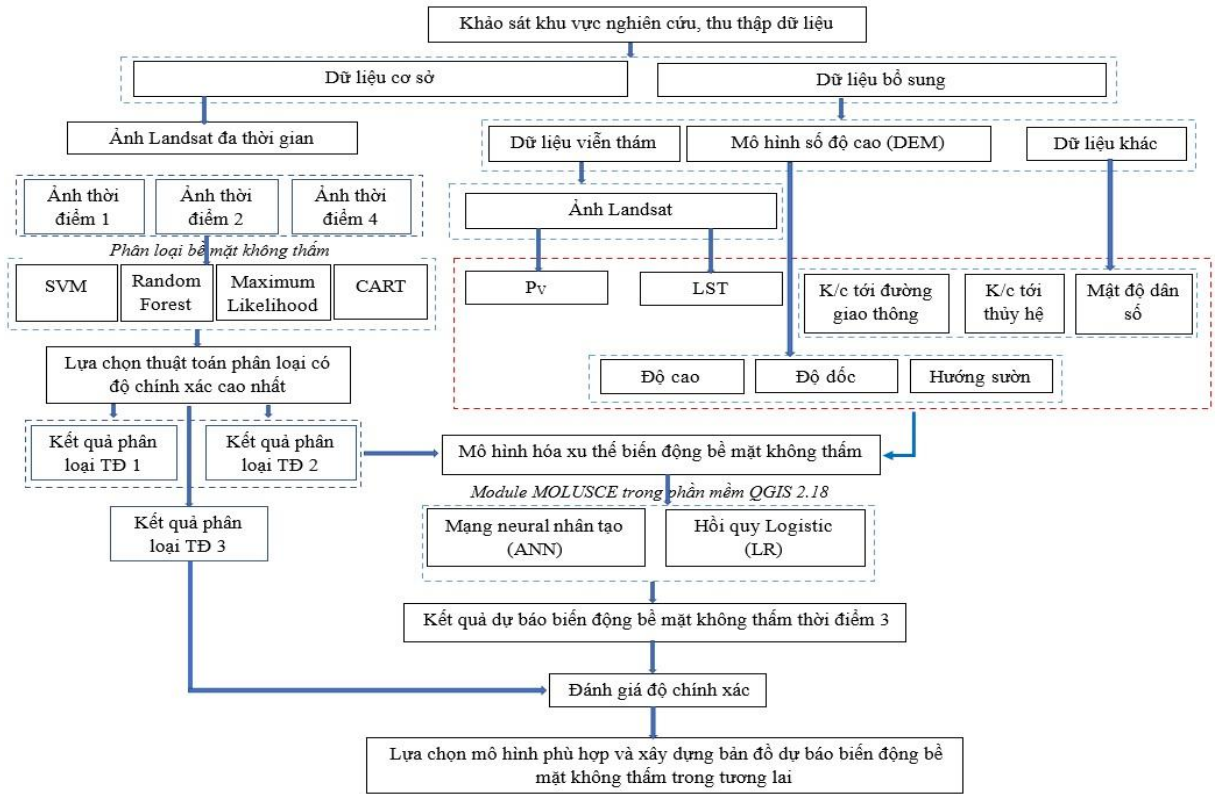 Khảo sát khu vực nghiên cứu, thu thập dữ liệu
Dữ liệu cơ sở
Dữ liệu bổ sung
Ảnh Landsat đa thời gian
Dữ liệu viễn thám
Mô hình số độ cao (DEM)
Dữ liệu khác
Ảnh thời
điểm 1
Ảnh thời
điểm 2
Ảnh thời
điểm 4
Ảnh Landsat
Phân loại bề mặt không thấm
SVM
Random
Forest
Maximum
Likelihood
CART
PV
LST
K/c tới đường
giao thông
K/c tới
thủy hệ
Mật độ dân
số
Lựa chọn thuật toán phân loại có
độ chính xác cao nhất
Độ cao
Độ dốc
Hướng sườn
Kết quả phân
loại TĐ 1
Kết quả phân
loại TĐ 2
Mô hình hóa xu thế biến động bề mặt không thấm
Module MOLUSCE trong phần mềm QGIS 2.18
Kết quả phân
loại TĐ 3
Mạng neural nhân tạo
(ANN)
Hồi quy Logistic
(LR)
Kết quả dự báo biến động bề mặt không thấm thời điểm 3
Đánh giá độ chính xác
Lựa chọn mô hình phù hợp và xây dựng bản đồ dự báo biến động bề
mặt không thấm trong tương lai